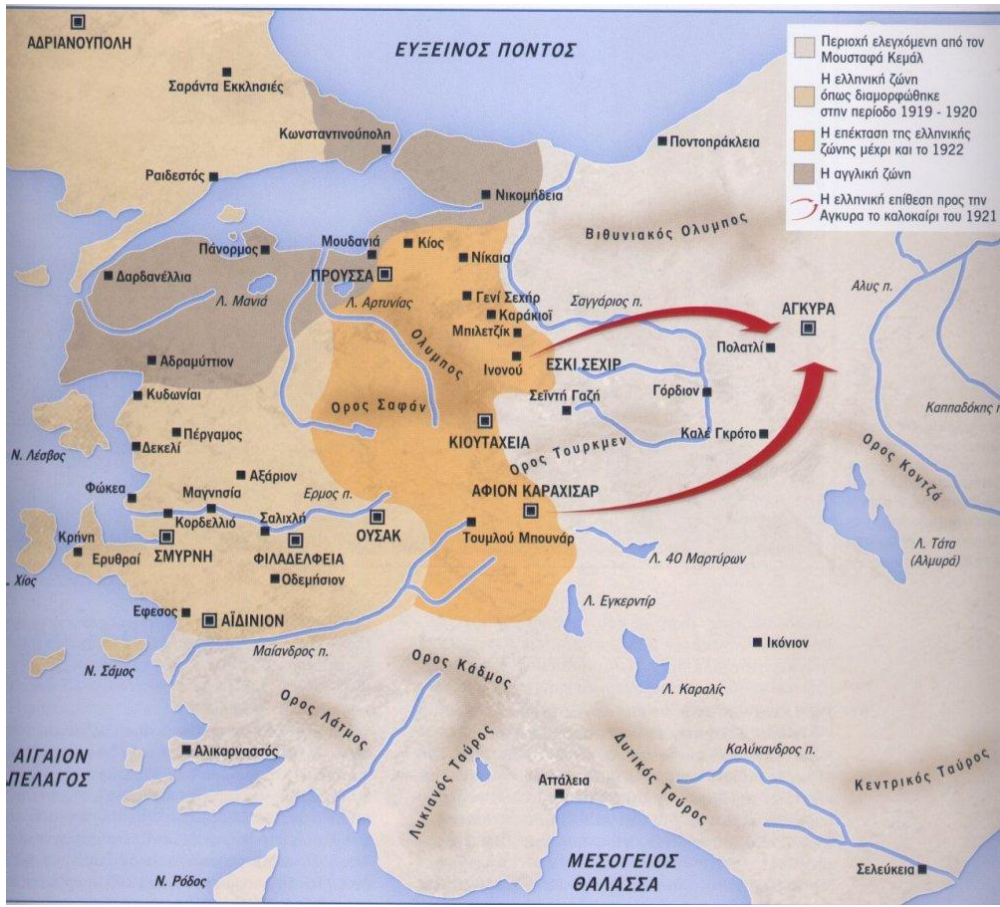 ΑΔΡΙΑΝΟΥΠΟΛΗ
ΕΥΞΕΙΝΟΣ ΠΟΝΤΟΣ
Περιοχή ελεγχόμενη από τον
Μουσταφά Κεμάλ
Η ελληνική ζώνη
όπως διαμορφώθηκε
στην περίοδο 1919 - 1920
Η επέκταση της ελληνικής
ζώνης μέχρι και το 1922
Η αγγλική ζώνη
Η ελληνική επίθεση προς την
Αγκυρα το καλοκαίρι του 1921
Σαράντα Εκκλησιές
Κωνσταντινούπολη
Ποντοηράκλεια
Ραιδεστός
Νικομήδεια
Βιθυνιακός Ολυμπος
Πάνορμος
Μουδανιά
Κίος
Νίκαια
Δαρδανέλλια
ΠΡΟΥΣΣΑ
Λ. Μανιά
Λ. Αρτυνίας
Γενί Σεχήρ
Σαγγάριος π.
Αλυς π.
Καράκιοϊ
Μπιλετζίκ
ΑΓΚΥΡΑ
Ολυμπος
Πολατλί
Αδραμύττιον
Ινονού
ΕΣΚΙ ΣΕΧΙΡ
Κυδωνίαι
Ορος Σαφάν
Σεϊντή Γαζή
Γόρδιον
Καππαδόκης π
Πέργαμος
ΚΙΟΥΤΑΧΕΙΑ
Καλέ Γκρότο
Ν. Λέσβος
Δεκελί
Ορος Τουρκμεν
Ορος Κοντζά
Αξάριον
Φώκεα
Μαγνησία
Ερμος π.
ΑΦΙΟΝ ΚΑΡΑΧΙΣΑΡ
Κορδελλιό
Σαλιχλή
ΟΥΣΑΚ
Τουμλού Μπουνάρ
Κρήνη
Ερυθραί
ΣΜΥΡΝΗ
ΦΙΛΑΔΕΛΦΕΙΑ
Λ. 40 Μαρτύρων
Λ. Τάτα
(Αλμυρά)
. Χίος
Οδεμήσιον
Εφεσος
ΑΪΔΙΝΙΟΝ
Λ. Εγκερντίρ
Μαίανδρος π.
Ικόνιον
Ν. Σάμος
Ορος Κάδμος
Λ. Καραλίς
Ορος Λάτμος
ΑΙΓΑΙΟΝ
ΠΕΛΑΓΟΣ
Αλικαρνασσός
Λυκιανός Ταύρος
Δυτικός Ταύρος
Καλύκανδρος π.
Κεντρικός Ταύρος
Αττάλεια
ΜΕΣΟΓΕΙΟΣ
ΘΑΛΑΣΣΑ
Σελεύκεια
Ν. Ρόδος